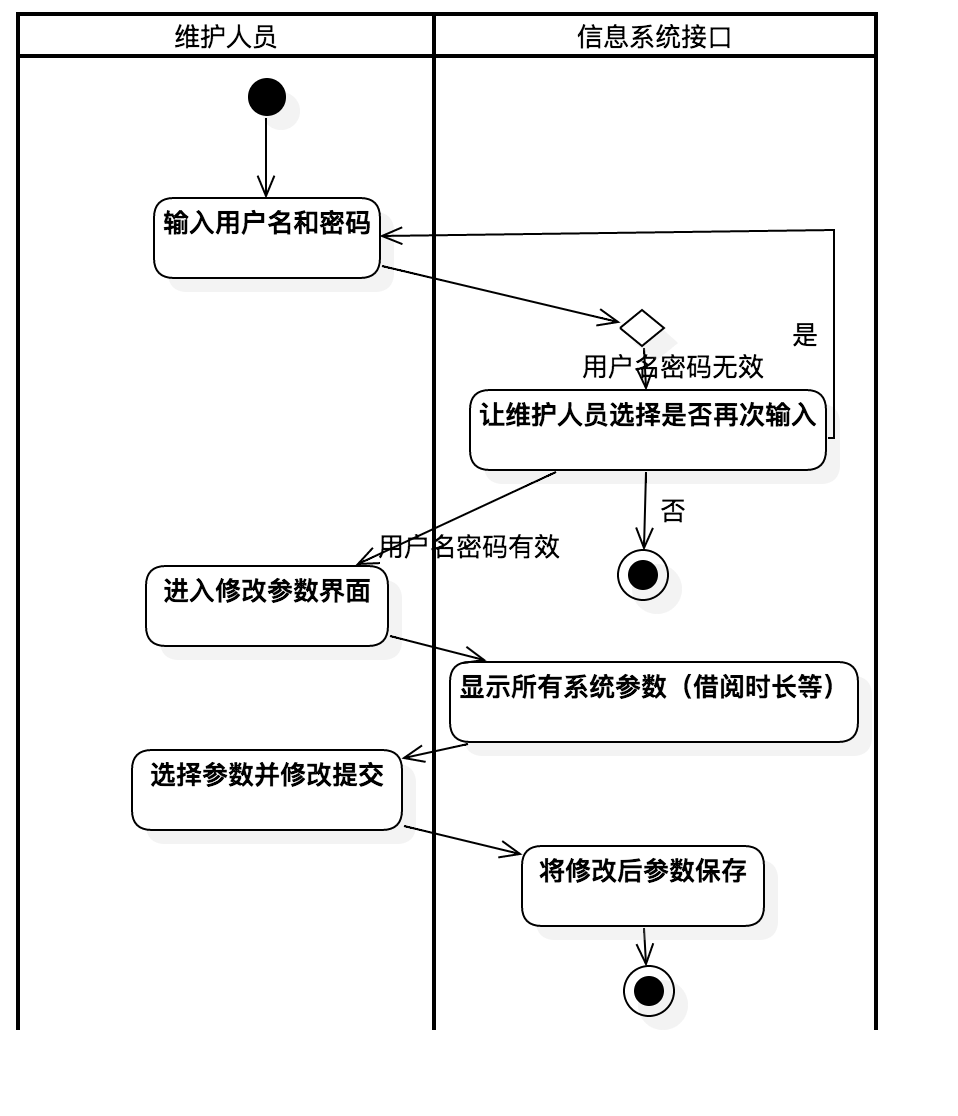 维护人员
信息系统接口
输入用户名和密码
是
用户名密码无效
让维护人员选择是否再次输入
否
用户名密码有效
进入修改参数界面
显示所有系统参数（借阅时长等）
选择参数并修改提交
将修改后参数保存